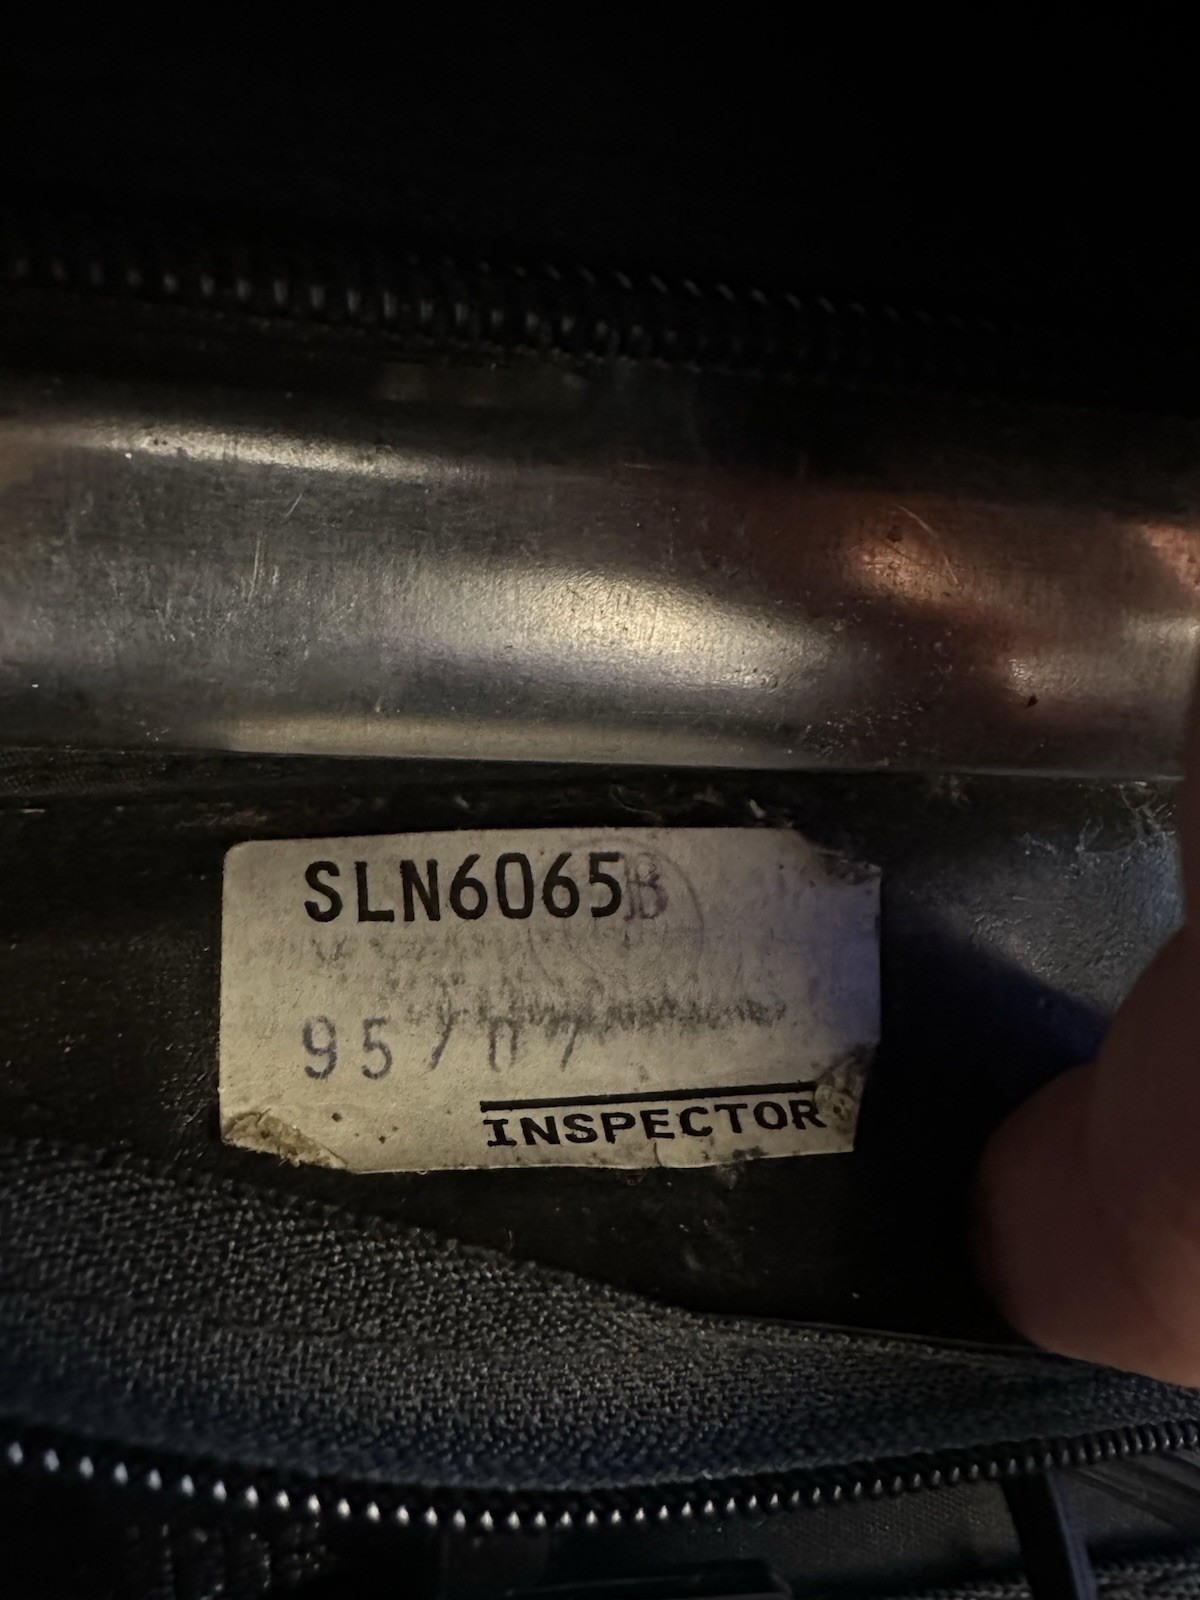 SLN6065B
95/07
INSPECTOR